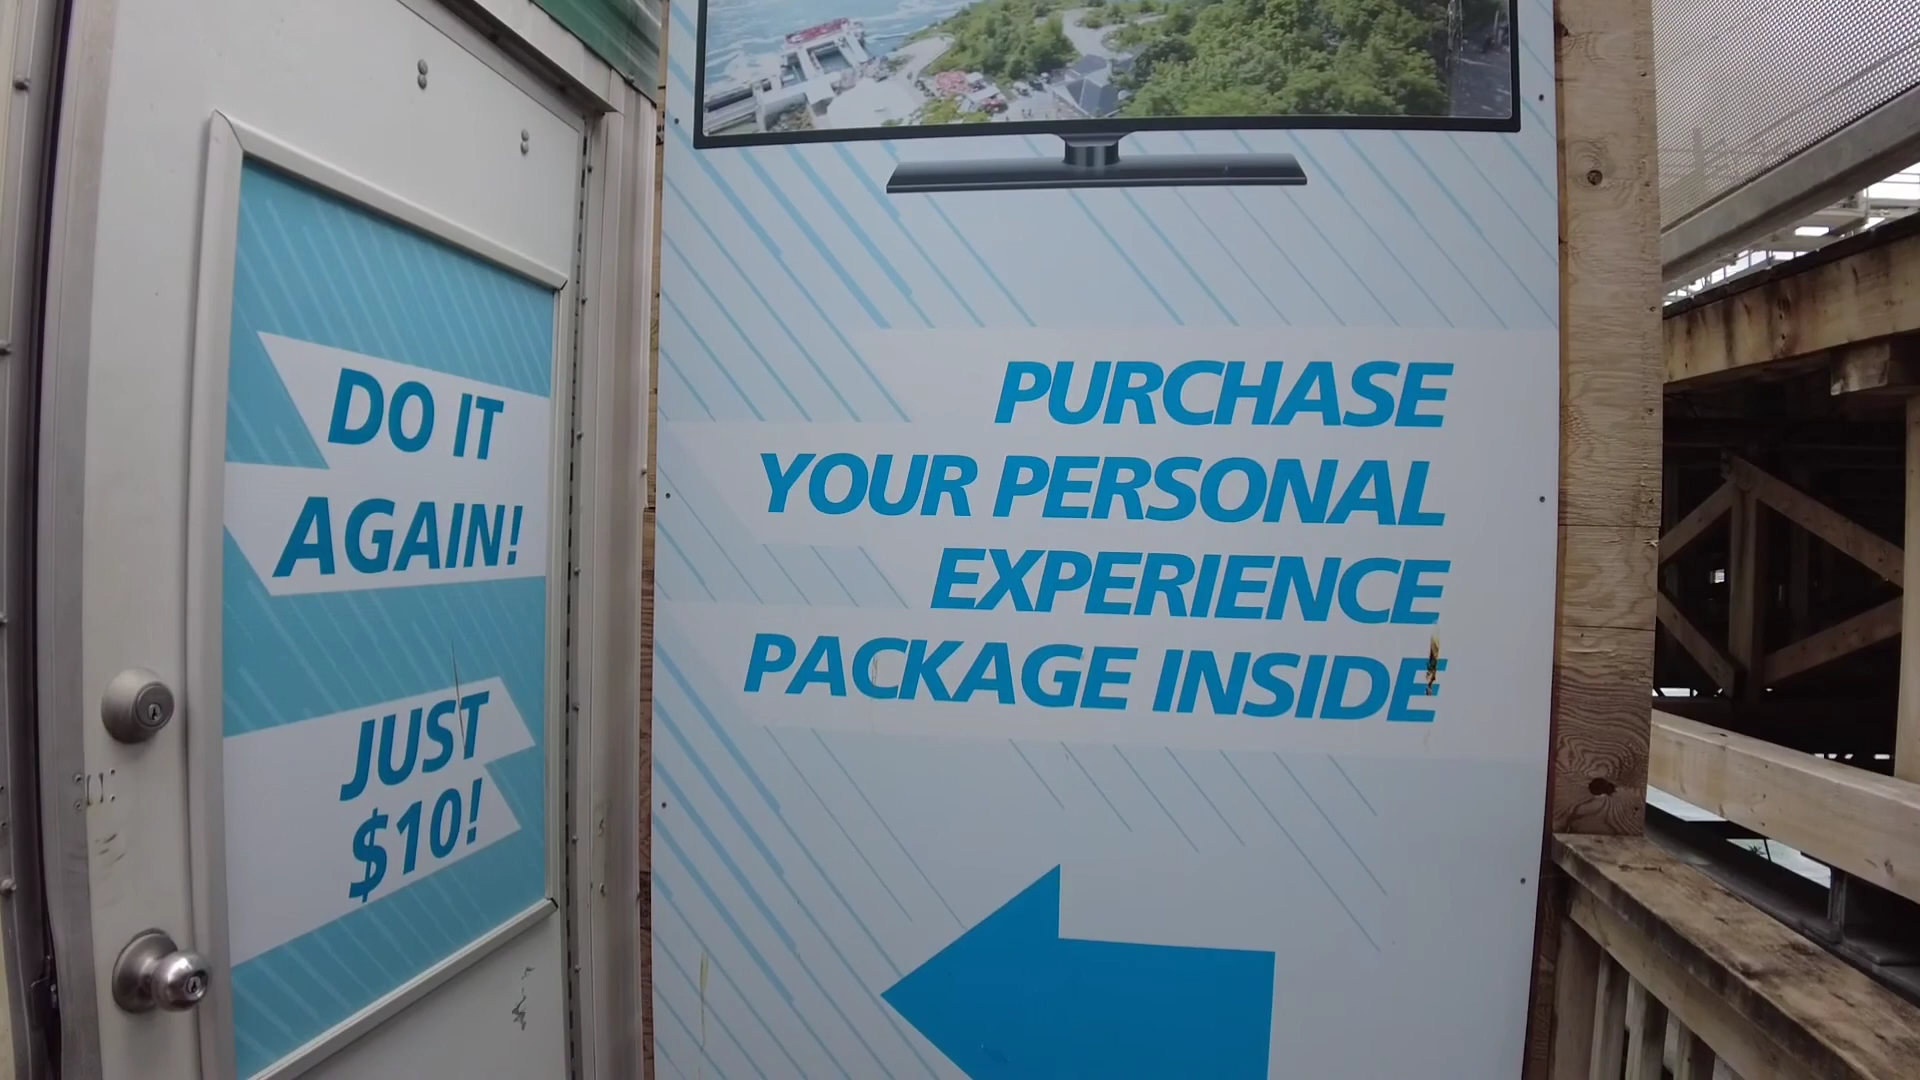 DO IT
AGAIN!
JUST
$10!
PURCHASE
YOUR PERSONAL
EXPERIENCE
PACKAGE INSIDE